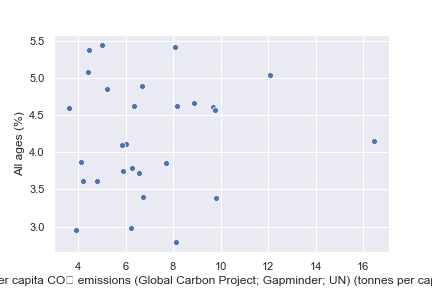 5.5
5.0
4.5
4.0
3.5
3.0
All ages (%)
4 6 8 10 12 14 16
er capita CO▯ emissions (Global Carbon Project; Gapminder; UN) (tonnes per cap